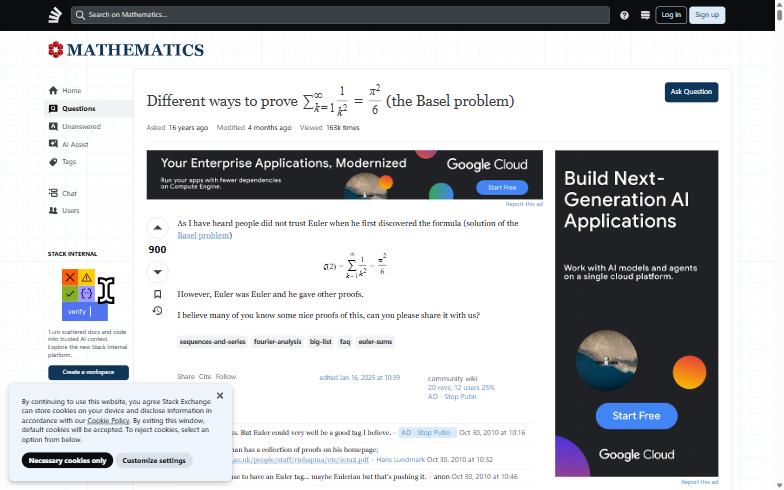 Search on Mathematics...
Log in
Sign up
MATHEMATICS
Home
Questions
Unanswered
AI Assist
Tags
Chat
Users
STACK INTERNAL
verify
Turn scattered docs and code
into trusted AI context.
Explore the new Stack Internal
platform.
Create a workspace
Different ways to prove ∑_{k=1}^{∞} 1/k² = π²/6 (the Basel problem)
Ask Question
Asked 16 years ago Modified 4 months ago Viewed 163k times
Your Enterprise Applications, Modernized
Run your apps with fewer dependencies
on Compute Engine.
Google Cloud
Start Free
Report this ad
900
As I have heard people did not trust Euler when he first discovered the formula (solution of the
Basel problem)
ζ(2) = ∑_{k=1}^{∞} 1/k² = π²/6
However, Euler was Euler and he gave other proofs.
I believe many of you know some nice proofs of this, can you please share it with us?
sequences-and-series fourier-analysis big-list faq euler-sums
Share Cite Follow
edited Jan 16, 2025 at 10:39
community wiki
20 revs, 12 users 25%
AD - Stop Putin -
s. But Euler could very well be a good tag I believe. – AD - Stop Putin - Oct 30, 2010 at 10:16
man has a collection of proofs on his homepage:
– Hans Lundmark Oct 30, 2010 at 10:32
use to have an Euler tag... maybe Eulerian but that's pushing it. – anon Oct 30, 2010 at 10:46
Build Next-
Generation AI
Applications
Work with AI models and agents
on a single cloud platform.
Start Free
Google Cloud
Report this ad
By continuing to use this website, you agree Stack Exchange
can store cookies on your device and disclose information in
accordance with our Cookie Policy. By exiting this window,
default cookies will be accepted. To reject cookies, select an
option from below.
Necessary cookies only
Customize settings